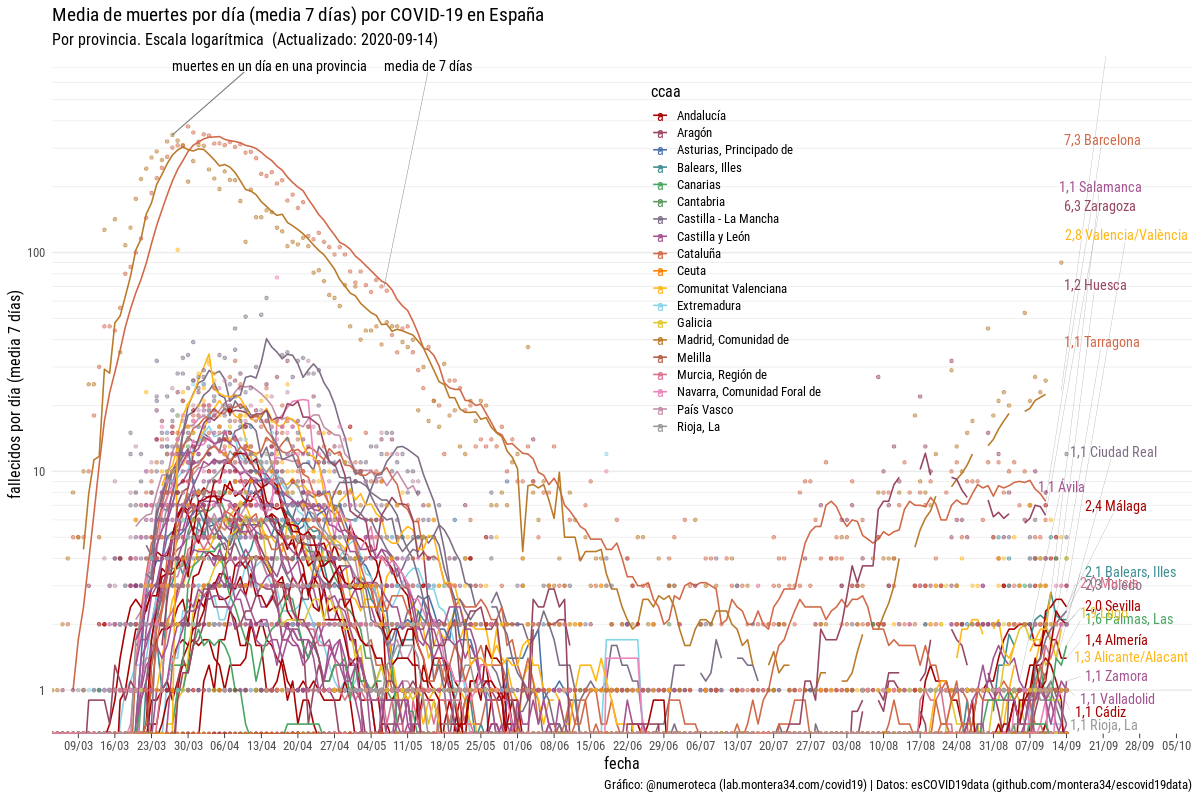 Media de muertes por día (media 7 días) por COVID-19 en España
Por provincia. Escala logarítmica (Actualizado: 2020-09-14)
muertes en un día en una provincia
media de 7 días
ccaa
Andalucía
Aragón
Asturias, Principado de
Balears, Illes
Canarias
Cantabria
Castilla - La Mancha
Castilla y León
Cataluña
Ceuta
Comunitat Valenciana
Extremadura
Galicia
Madrid, Comunidad de
Melilla
Murcia, Región de
Navarra, Comunidad Foral de
País Vasco
Rioja, La
7,3 Barcelona
1,1 Salamanca
6,3 Zaragoza
2,8 Valencia/València
1,2 Huesca
1,1 Tarragona
1,1 Ciudad Real
1,1 Ávila
2,4 Málaga
2,1 Balears, Illes
2,3 Toledo
2,0 Sevilla
1,6 Palmas, Las
1,4 Almería
1,3 Alicante/Alacant
1,1 Zamora
1,1 Valladolid
1,1 Cádiz
1,1 Rioja, La
100
10
1
fallecidos por día (media 7 días)
09/03 16/03 23/03 30/03 06/04 13/04 20/04 27/04 04/05 11/05 18/05 25/05 01/06 08/06 15/06 22/06 29/06 06/07 13/07 20/07 27/07 03/08 10/08 17/08 24/08 31/08 07/09 14/09 21/09 28/09 05/10
fecha
Gráfico: @numeroteca (lab.montera34.com/covid19) | Datos: esCOVID19data (github.com/montera34/escovid19data)